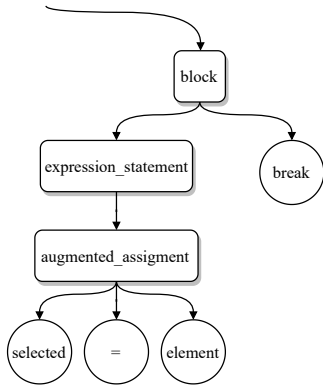 block
expression_statement
break
augmented_assigment
selected
=
element